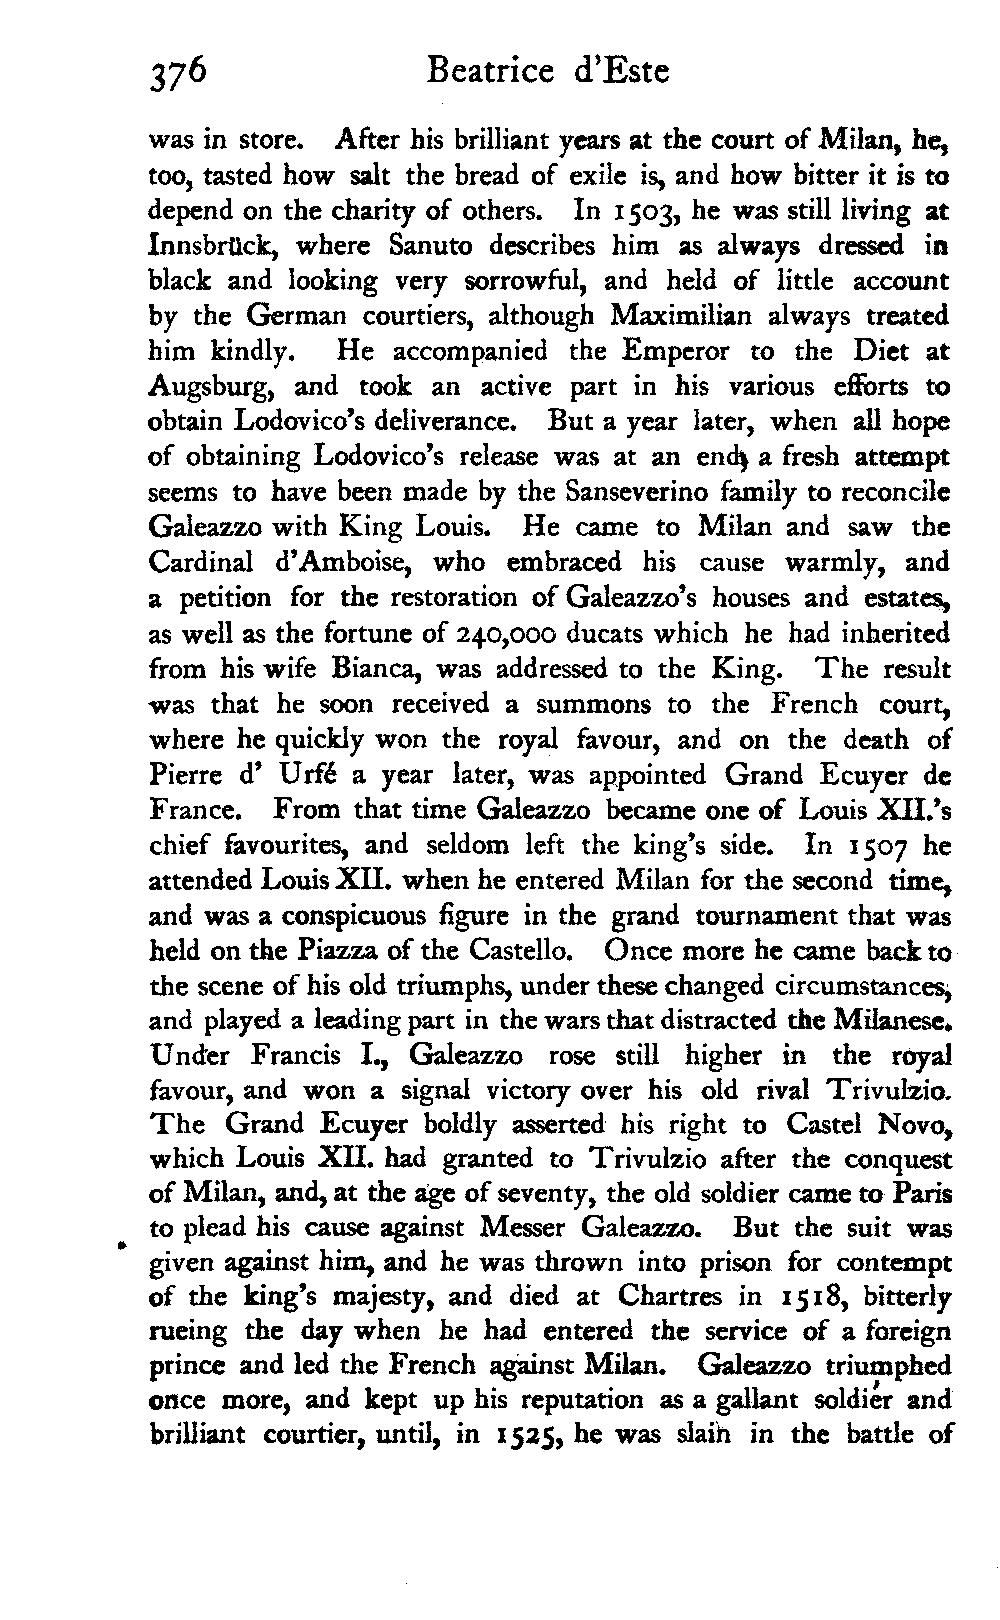 376 Beatrice d'Este
was in store. After his brilliant years at the court of Milan, he,
too, tasted how salt the bread of exile is, and how bitter it is to
depend on the charity of others. In 1503, he was still living at
Innsbrück, where Sanuto describes him as always dressed in
black and looking very sorrowful, and held of little account
by the German courtiers, although Maximilian always treated
him kindly. He accompanied the Emperor to the Diet at
Augsburg, and took an active part in his various efforts to
obtain Lodovico's deliverance. But a year later, when all hope
of obtaining Lodovico's release was at an end, a fresh attempt
seems to have been made by the Sanseverino family to reconcile
Galeazzo with King Louis. He came to Milan and saw the
Cardinal d'Amboise, who embraced his cause warmly, and
a petition for the restoration of Galeazzo's houses and estates,
as well as the fortune of 240,000 ducats which he had inherited
from his wife Bianca, was addressed to the King. The result
was that he soon received a summons to the French court,
where he quickly won the royal favour, and on the death of
Pierre d' Urfé a year later, was appointed Grand Ecuyer de
France. From that time Galeazzo became one of Louis XII.'s
chief favourites, and seldom left the king's side. In 1507 he
attended Louis XII. when he entered Milan for the second time,
and was a conspicuous figure in the grand tournament that was
held on the Piazza of the Castello. Once more he came back to
the scene of his old triumphs, under these changed circumstances,
and played a leading part in the wars that distracted the Milanese.
Under Francis I., Galeazzo rose still higher in the royal
favour, and won a signal victory over his old rival Trivulzio.
The Grand Ecuyer boldly asserted his right to Castel Novo,
which Louis XII. had granted to Trivulzio after the conquest
of Milan, and, at the age of seventy, the old soldier came to Paris
to plead his cause against Messer Galeazzo. But the suit was
given against him, and he was thrown into prison for contempt
of the king's majesty, and died at Chartres in 1518, bitterly
rueing the day when he had entered the service of a foreign
prince and led the French against Milan. Galeazzo triumphed
once more, and kept up his reputation as a gallant soldier and
brilliant courtier, until, in 1525, he was slain in the battle of